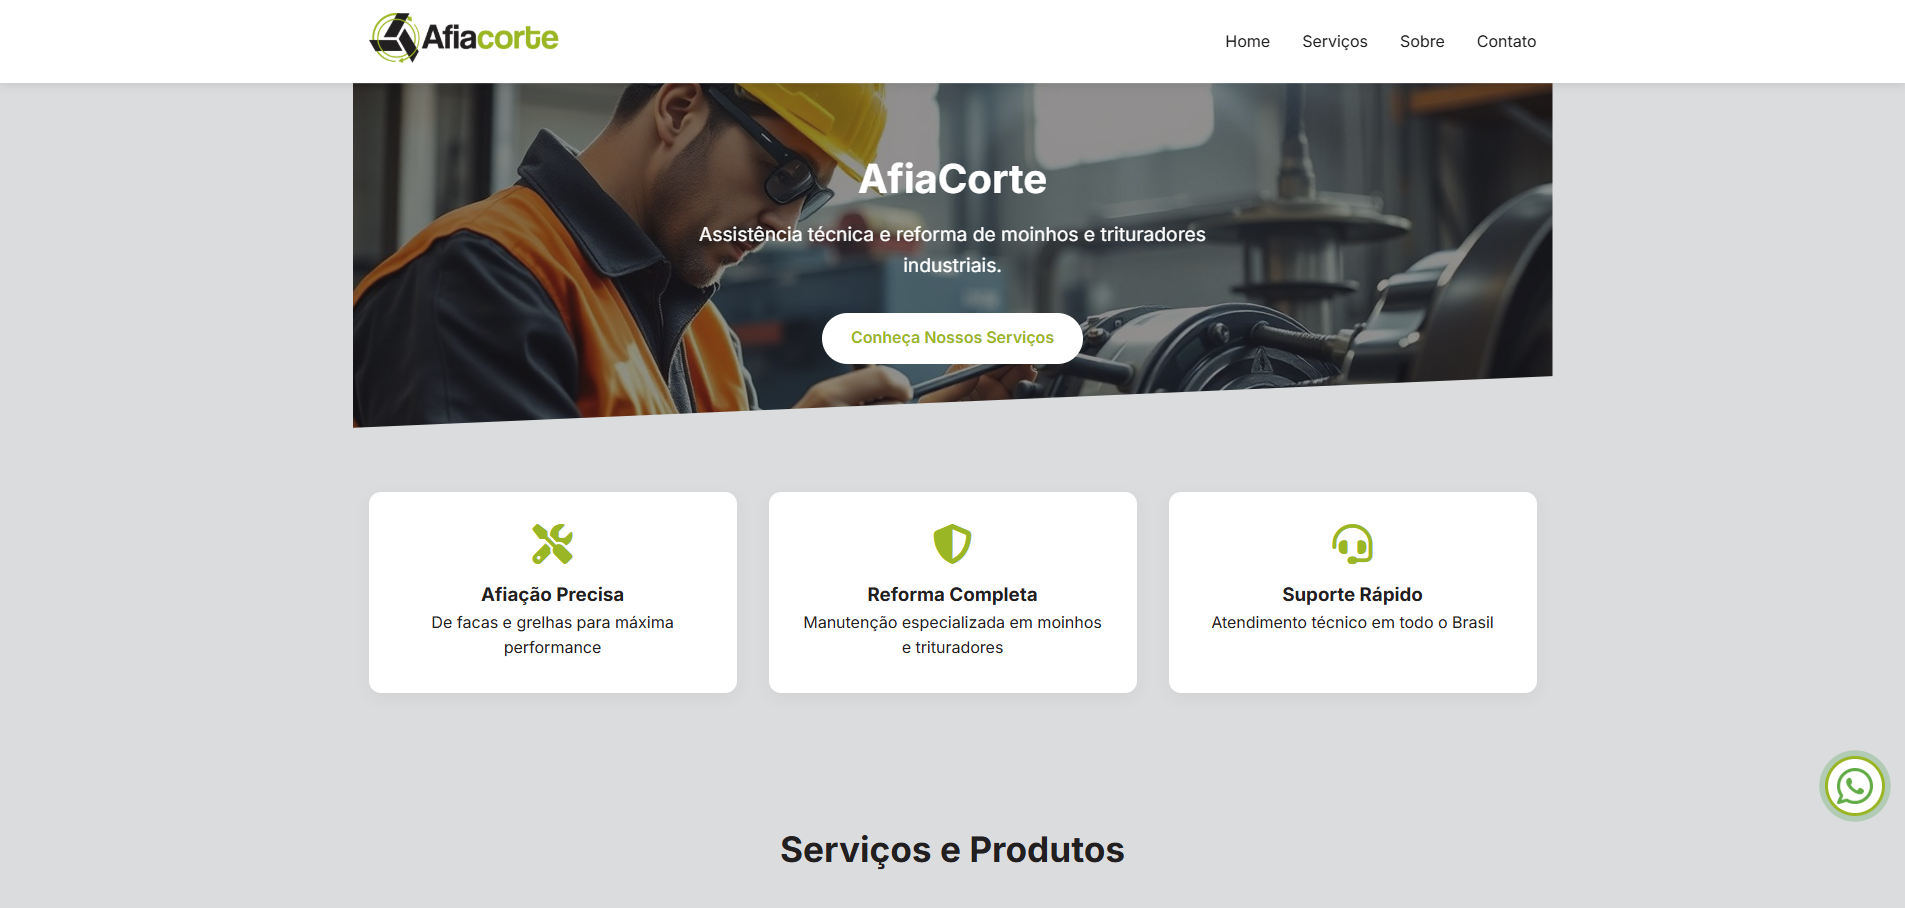 Afiacorte
Home Serviços Sobre Contato
AfiaCorte
Assistência técnica e reforma de moinhos e trituradores
industriais.
Conheça Nossos Serviços
Afiação Precisa
De facas e grelhas para máxima
performance
Reforma Completa
Manutenção especializada em moinhos
e trituradores
Suporte Rápido
Atendimento técnico em todo o Brasil
Serviços e Produtos